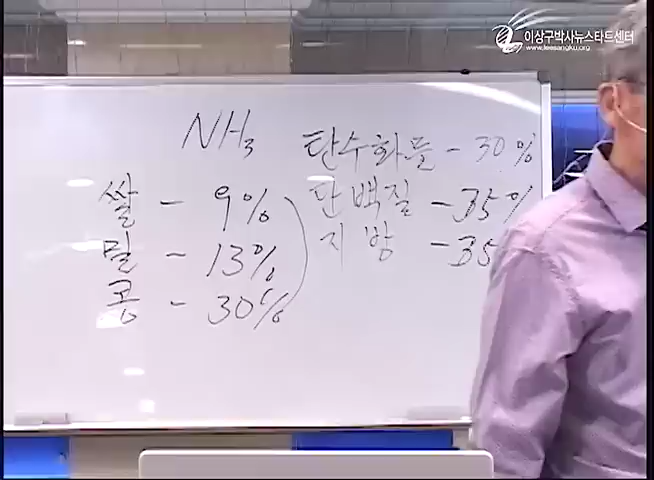 이상구박사뉴스타트센터
www.leesangku.org
NH₃
쌀 - 9%
밀 - 13%
콩 - 30%
탄수화물 - 30%
단백질 - 35%
지방 - 35